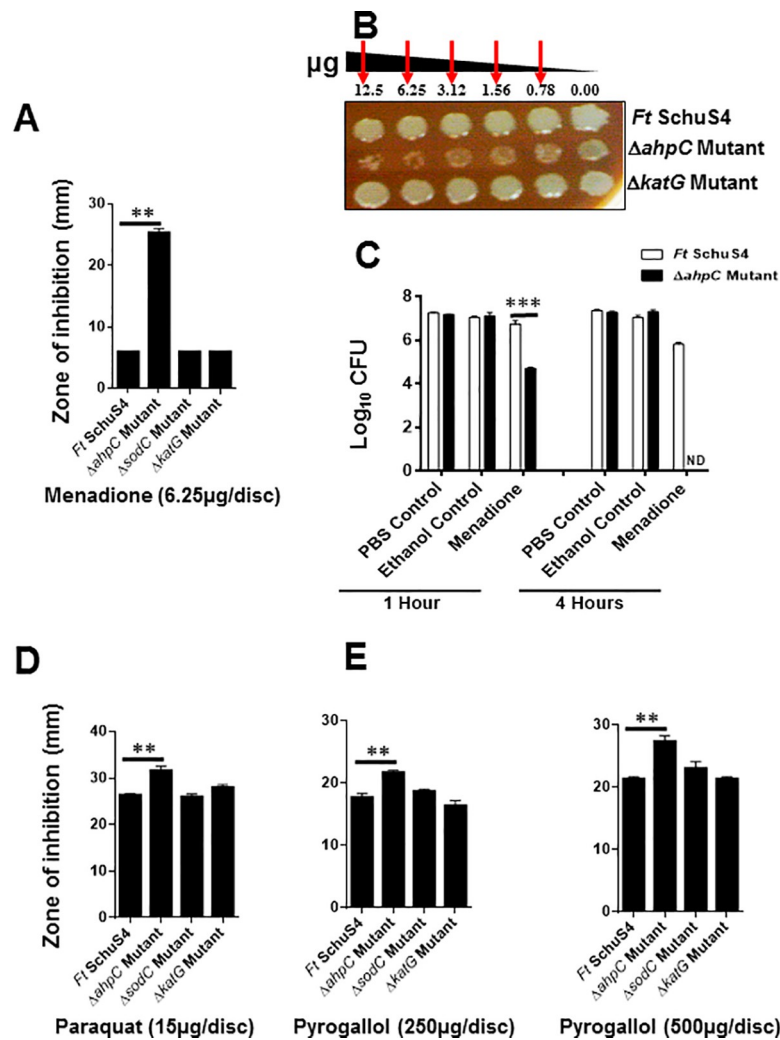 B
µg
12.5 6.25 3.12 1.56 0.78 0.00
Ft SchuS4
ΔahpC Mutant
ΔkatG Mutant
A
Zone of inhibition (mm)
30
20
10
0
**
Ft SchuS4
ΔahpC Mutant
ΔsodC Mutant
ΔkatG Mutant
Menadione (6.25µg/disc)
C
Ft SchuS4
ΔahpC Mutant
Log10 CFU
8
6
4
2
0
***
ND
PBS Control
Ethanol Control
Menadione
PBS Control
Ethanol Control
Menadione
1 Hour
4 Hours
D
Zone of inhibition (mm)
40
30
20
10
0
**
Ft SchuS4
ΔahpC Mutant
ΔsodC Mutant
ΔkatG Mutant
Paraquat (15µg/disc)
E
30
20
10
0
**
Ft SchuS4
ΔahpC Mutant
ΔsodC Mutant
ΔkatG Mutant
Pyrogallol (250µg/disc)
30
20
10
0
**
Ft SchuS4
ΔahpC Mutant
ΔsodC Mutant
ΔkatG Mutant
Pyrogallol (500µg/disc)